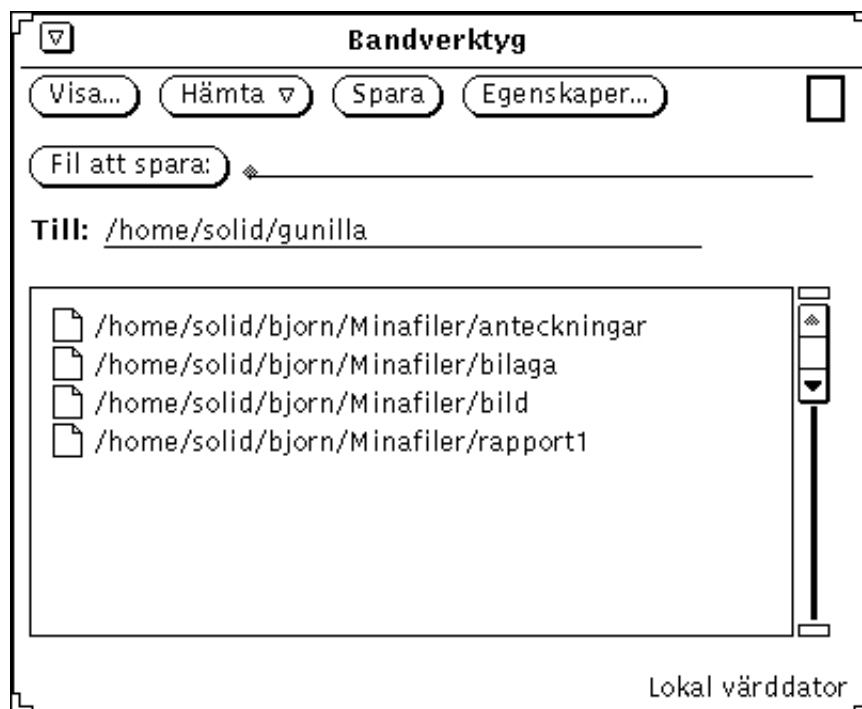 Bandverktyg
Visa... Hämta Spara Egenskaper...
Fil att spara:
Till: /home/solid/gunilla
/home/solid/bjorn/Minafiler/anteckningar
/home/solid/bjorn/Minafiler/bilaga
/home/solid/bjorn/Minafiler/bild
/home/solid/bjorn/Minafiler/rapport1
Lokal värddator